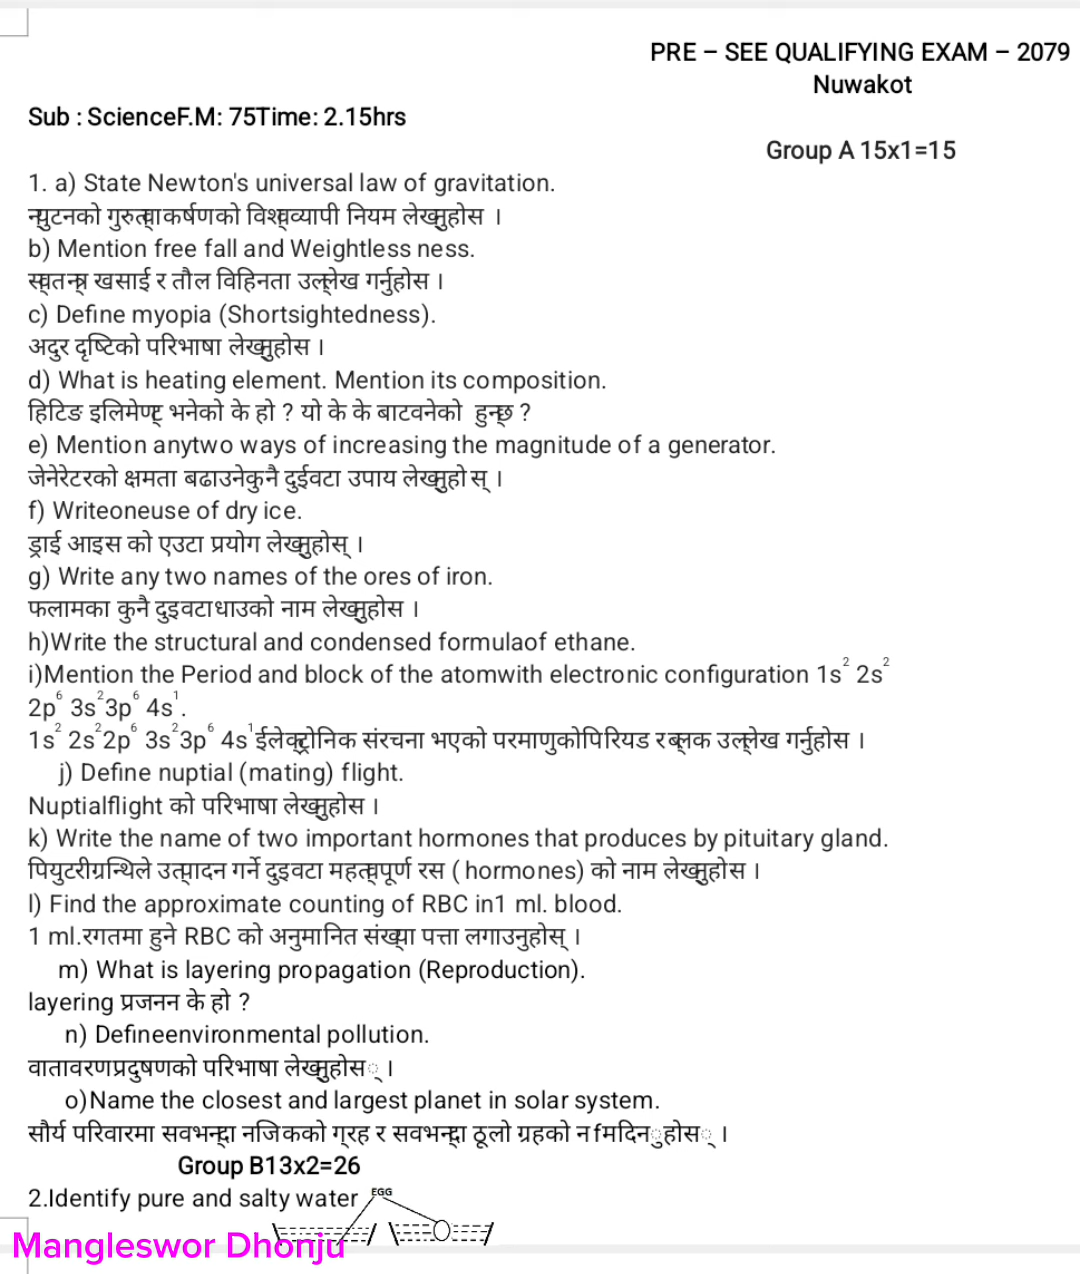 PRE – SEE QUALIFYING EXAM – 2079
Nuwakot
Sub : ScienceF.M: 75Time: 2.15hrs
Group A 15x1=15
1. a) State Newton's universal law of gravitation.
न्युटनको गुरुत्वाकर्षणको विश्वव्यापी नियम लेख्नुहोस ।
b) Mention free fall and Weightless ness.
स्वतन्त्र खसाई र तौल विहिनता उल्लेख गर्नुहोस ।
c) Define myopia (Shortsightedness).
अदुर दृष्टिको परिभाषा लेख्नुहोस ।
d) What is heating element. Mention its composition.
हिटिङ इलिमेण्ट भनेको के हो ? यो के के बाटवनेको हुन्छ ?
e) Mention anytwo ways of increasing the magnitude of a generator.
जेनेरेटरको क्षमता बढाउनेकुनै दुईवटा उपाय लेख्नुहोस् ।
f) Writeoneuse of dry ice.
ड्राई आइस को एउटा प्रयोग लेख्नुहोस् ।
g) Write any two names of the ores of iron.
फलामका कुनै दुइवटाधाउको नाम लेख्नुहोस ।
h)Write the structural and condensed formulaof ethane.
i)Mention the Period and block of the atomwith electronic configuration 1s² 2s²
2p⁶ 3s²3p⁶ 4s¹.
1s² 2s²2p⁶ 3s²3p⁶ 4s¹ईलेक्ट्रोनिक संरचना भएको परमाणुकोपिरियड रब्लक उल्लेख गर्नुहोस ।
j) Define nuptial (mating) flight.
Nuptialflight को परिभाषा लेख्नुहोस ।
k) Write the name of two important hormones that produces by pituitary gland.
पियुटरीग्रन्थिले उत्पादन गर्ने दुइवटा महत्वपूर्ण रस ( hormones) को नाम लेख्नुहोस ।
l) Find the approximate counting of RBC in1 ml. blood.
1 ml.रगतमा हुने RBC को अनुमानित संख्या पत्ता लगाउनुहोस् ।
m) What is layering propagation (Reproduction).
layering प्रजनन के हो ?
n) Defineenvironmental pollution.
वातावरणप्रदुषणको परिभाषा लेख्नुहोस् ।
o)Name the closest and largest planet in solar system.
सौर्य परिवारमा सवभन्दा नजिकको ग्रह र सवभन्दा ठूलो ग्रहको
Group B13x2=26
2.Identify pure and salty water
EGG
Mangleswor Dhonju